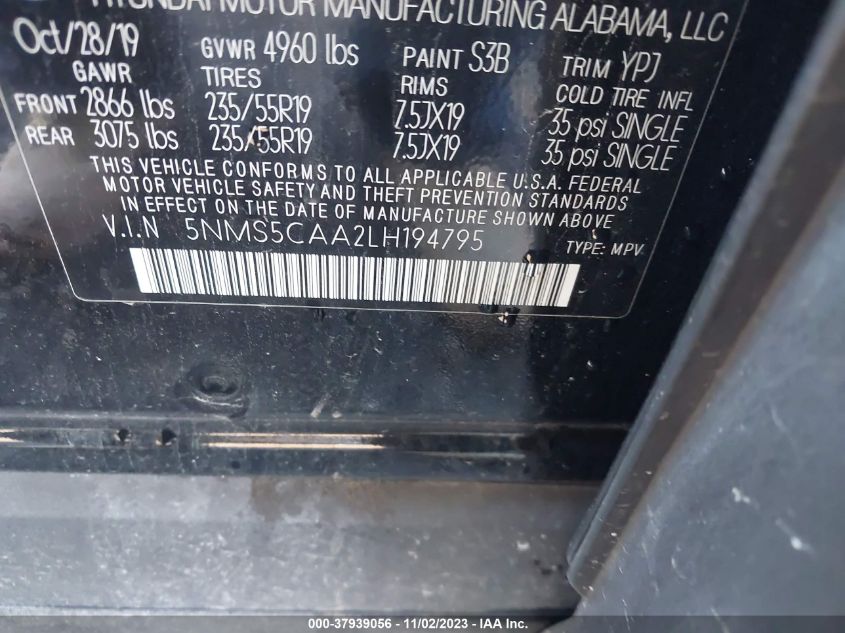 HYUNDAI MOTOR MANUFACTURING ALABAMA, LLC
Oct/28/19 GVWR 4960 lbs PAINT S3B TRIM YPJ
GAWR TIRES RIMS COLD TIRE INFL
FRONT 2866 lbs 235/55R19 7.5JX19 35 psi SINGLE
REAR 3075 lbs 235/55R19 7.5JX19 35 psi SINGLE
THIS VEHICLE CONFORMS TO ALL APPLICABLE U.S.A. FEDERAL
MOTOR VEHICLE SAFETY AND THEFT PREVENTION STANDARDS
IN EFFECT ON THE DATE OF MANUFACTURE SHOWN ABOVE
V.I.N 5NMS5CAA2LH194795 TYPE: MPV
000-37939056 - 11/02/2023 - IAA Inc.